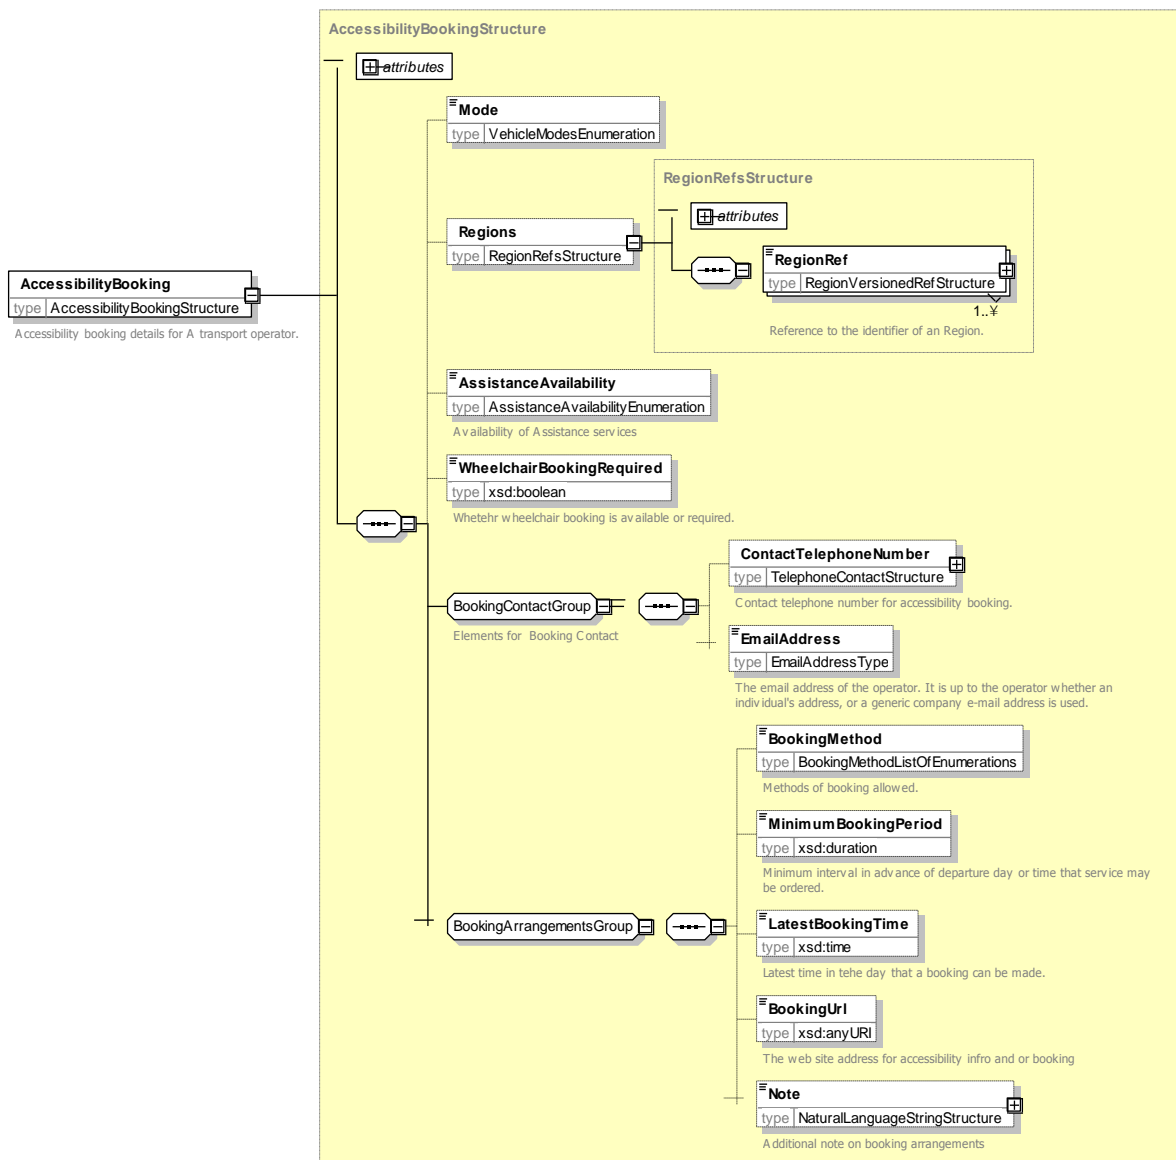 AccessibilityBookingStructure
attributes
Mode
type VehicleModesEnumeration
RegionRefsStructure
attributes
Regions
type RegionRefsStructure
RegionRef
type RegionVersionedRefStructure
1..¥
Reference to the identifier of an Region.
AccessibilityBooking
type AccessibilityBookingStructure
Accessibility booking details for A transport operator.
AssistanceAvailability
type AssistanceAvailabilityEnumeration
Availability of Assistance services
WheelchairBookingRequired
type xsd:boolean
Whetehr wheelchair booking is available or required.
ContactTelephoneNumber
type TelephoneContactStructure
Contact telephone number for accessibility booking.
BookingContactGroup
Elements for Booking Contact
EmailAddress
type EmailAddressType
The email address of the operator. It is up to the operator whether an
individual's address, or a generic company e-mail address is used.
BookingMethod
type BookingMethodListOfEnumerations
Methods of booking allowed.
MinimumBookingPeriod
type xsd:duration
Minimum interval in advance of departure day or time that service may
be ordered.
BookingArrangementsGroup
LatestBookingTime
type xsd:time
Latest time in tehe day that a booking can be made.
BookingUrl
type xsd:anyURI
The web site address for accessibility infro and or booking
Note
type NaturalLanguageStringStructure
Additional note on booking arrangements